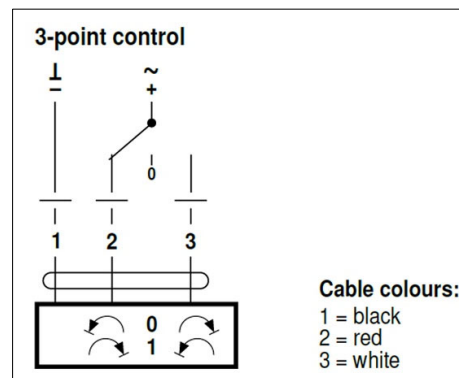 3-point control
⊥ ~
− +
0
1 2 3
0
1
Cable colours:
1 = black
2 = red
3 = white